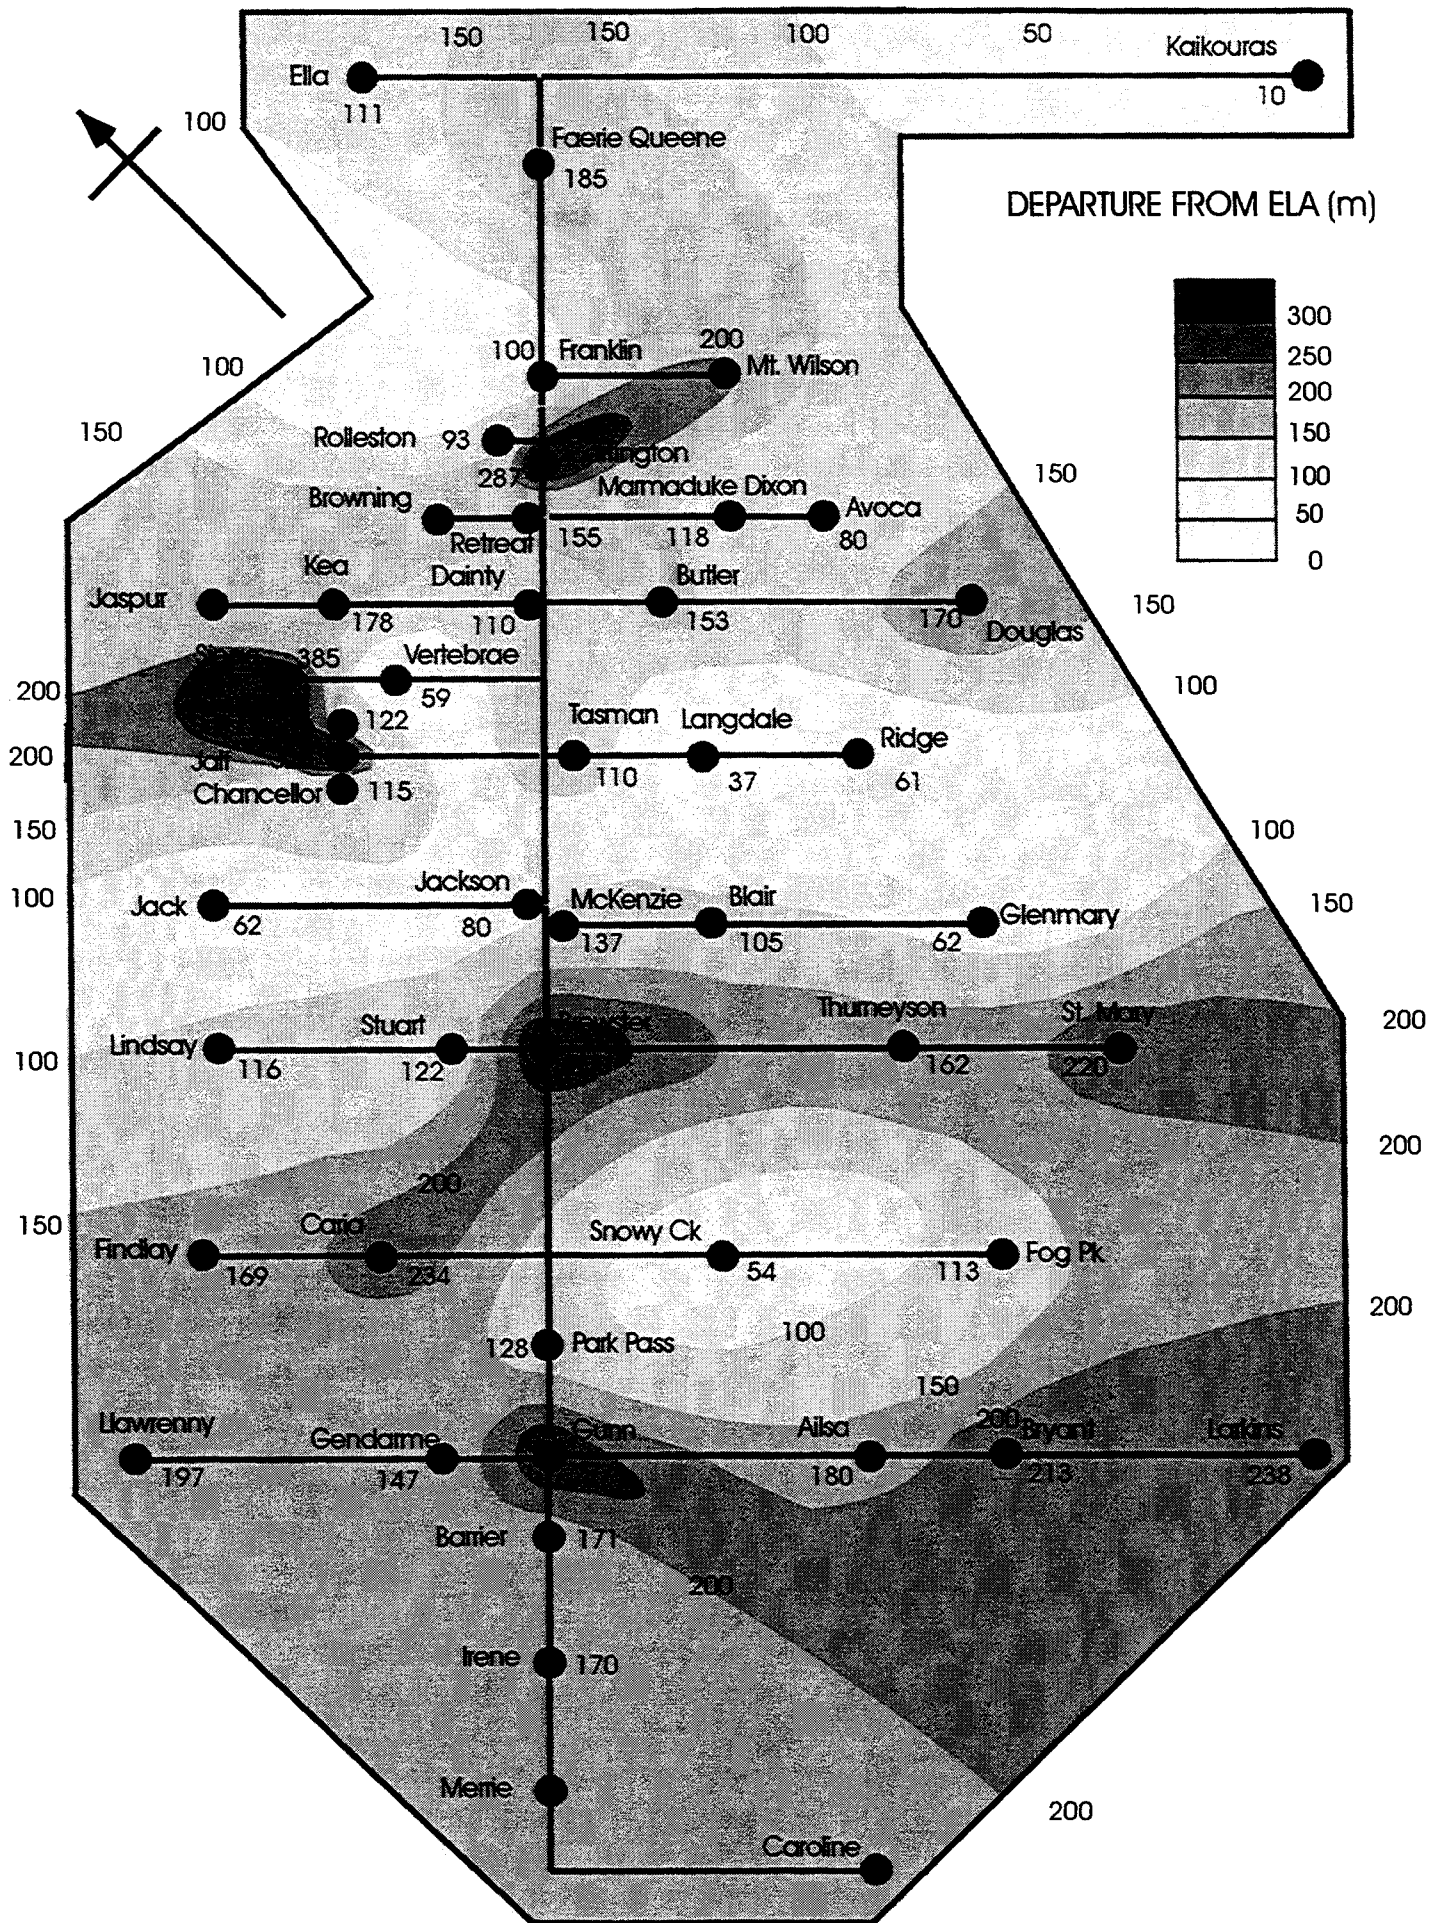 150 150 100 50
Kaikouras
Ella
111
10
100
Faerie Queene
185
DEPARTURE FROM ELA (m)
300
250
200
150
100
50
0
200
100 Franklin
Mt. Wilson
100
150
Rolleston 93
287
150
Browning
Marmaduke Dixon
Avoca
Retreat 155 118 80
Kea
Dainty
Butler
Jaspur
178 110 153 170
Douglas
150
385 Vertebrae
59
200
100
122
Tasman Langdale
Ridge
200
Jalf
110 37 61
Chancellor 115
150
100
100
Jackson
McKenzie Blair
Jack
Glenmary
62 80 137 105 62
150
Thurneyson St. Mary
200
Stuart
Lindsay
100
116 122 162 220
200
200
150
Caria
Snowy Ck
Findlay
Fog Pk
169 234 54 113
200
100
128 Park Pass
150
200
Llawrenny
Gendarme
Gunn
Ailsa
Bryant
Larkins
197 147 180 213 238
Barrier 171
200
Irene 170
Merrie
200
Caroline